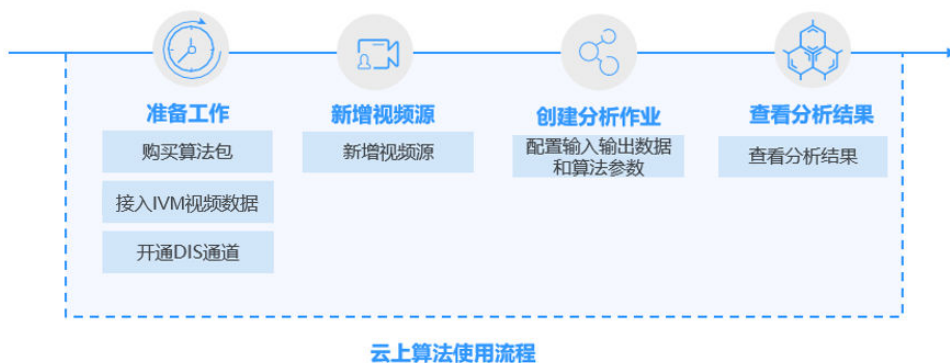 准备工作
购买算法包
接入IVM视频数据
开通DIS通道
新增视频源
新增视频源
创建分析作业
配置输入输出数据
和算法参数
查看分析结果
查看分析结果
云上算法使用流程